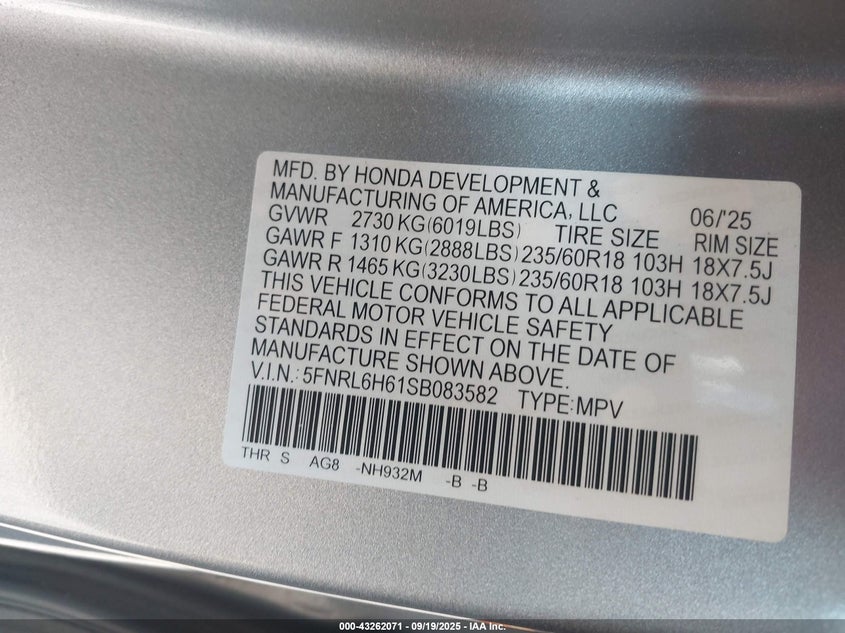 MFD. BY HONDA DEVELOPMENT &
MANUFACTURING OF AMERICA, LLC 06/'25
GVWR 2730 KG(6019LBS) TIRE SIZE RIM SIZE
GAWR F 1310 KG(2888LBS) 235/60R18 103H 18X7.5J
GAWR R 1465 KG(3230LBS) 235/60R18 103H 18X7.5J
THIS VEHICLE CONFORMS TO ALL APPLICABLE
FEDERAL MOTOR VEHICLE SAFETY
STANDARDS IN EFFECT ON THE DATE OF
MANUFACTURE SHOWN ABOVE.
V.I.N.: 5FNRL6H61SB083582 TYPE:MPV
THR S AG8 -NH932M -B -B
000-43262071 - 09/19/2025 - IAA Inc.